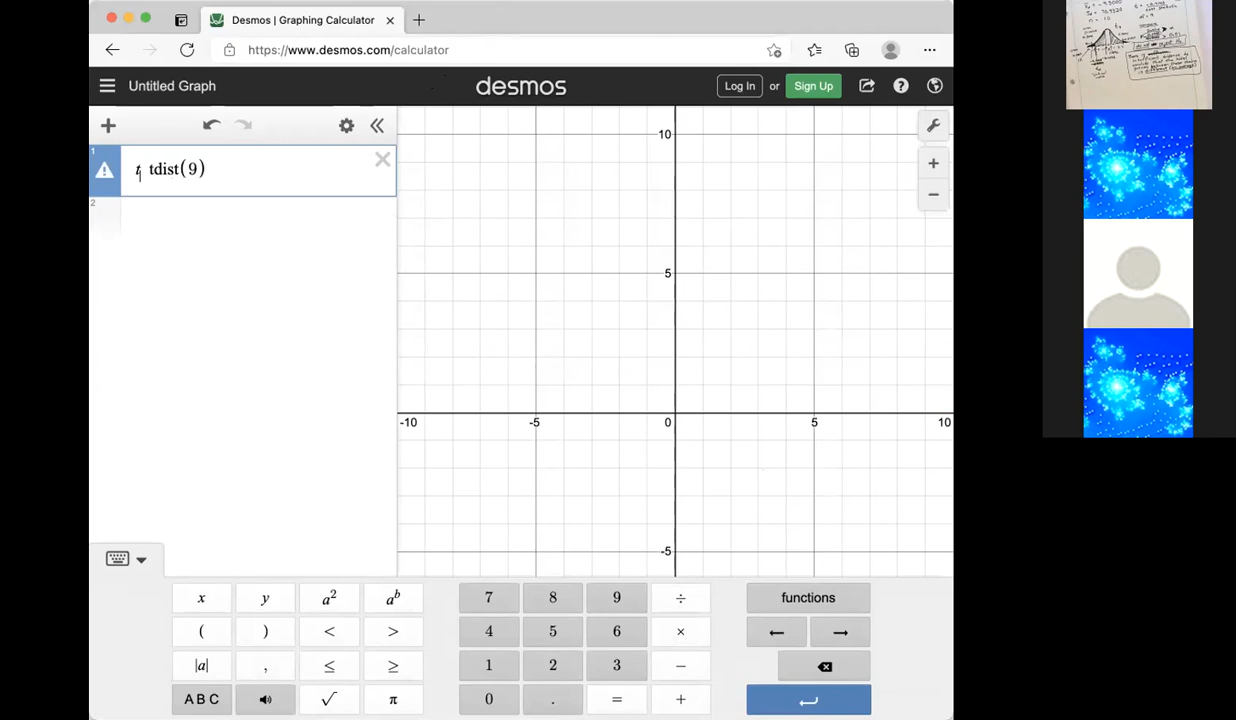 Desmos | Graphing Calculator
https://www.desmos.com/calculator
Untitled Graph
desmos
Log In or Sign Up
1
t tdist(9)
2
10
5
-10 -5 0 5 10
-5
x y a² aᵇ 7 8 9 ÷ functions
( ) < > 4 5 6 × ← →
|a| , ≤ ≥ 1 2 3 −
A B C √ π 0 . = +